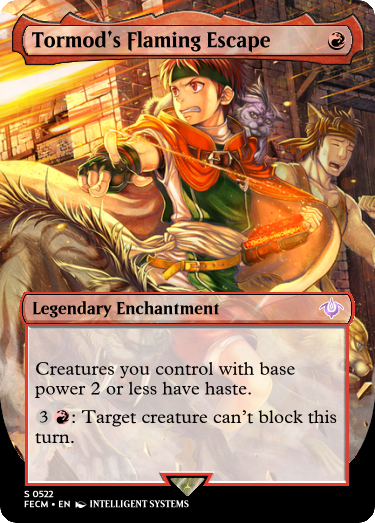 Tormod's Flaming Escape
Legendary Enchantment
Creatures you control with base
power 2 or less have haste.
3 : Target creature can't block this
turn.
S 0522
FECM • EN INTELLIGENT SYSTEMS